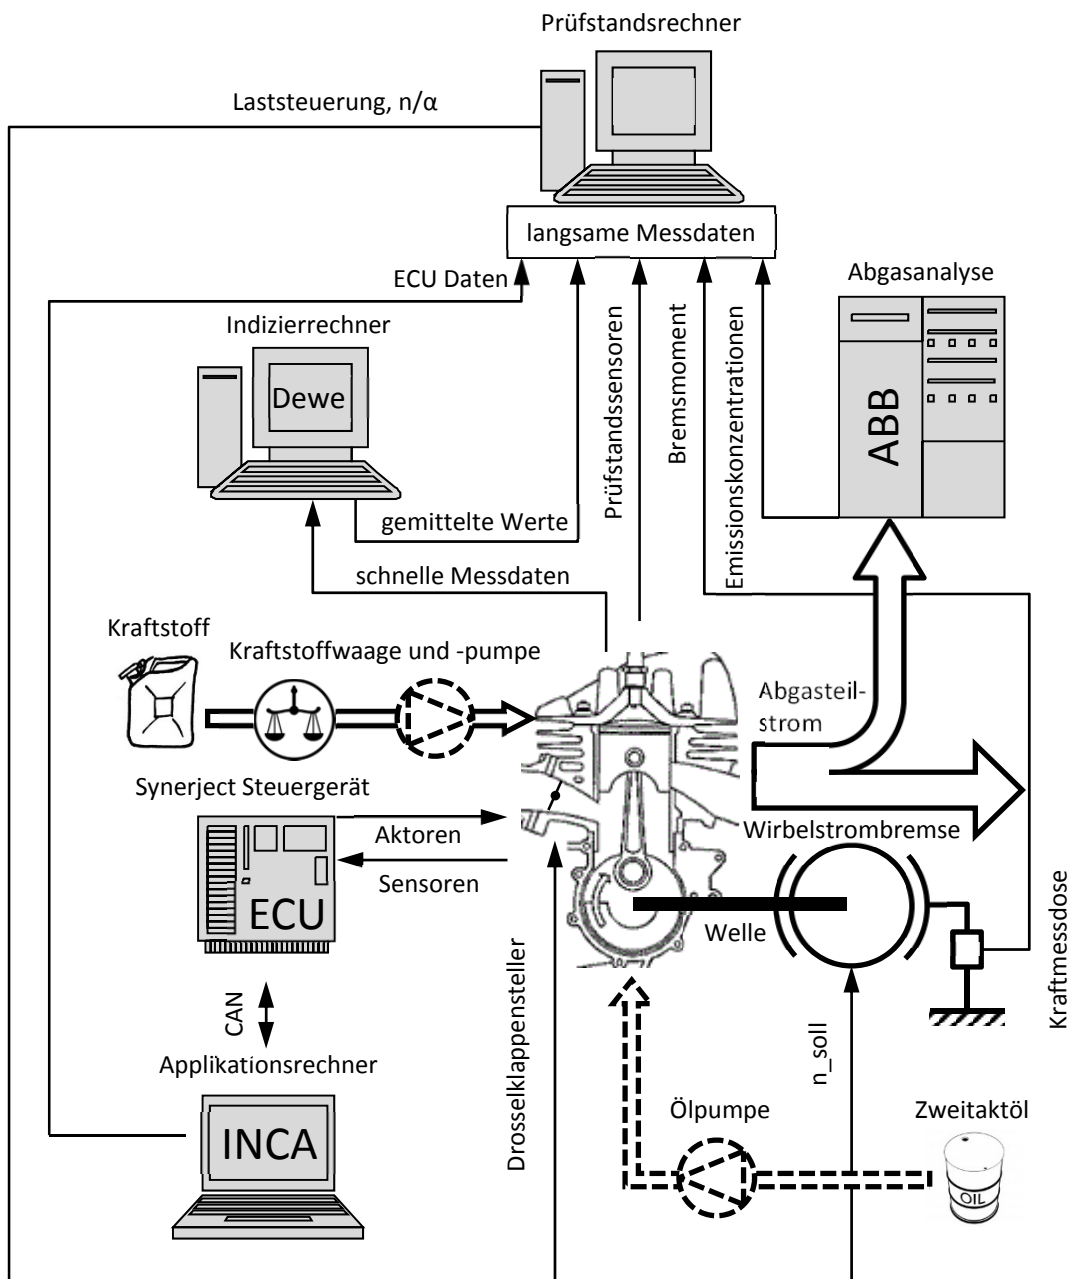 Prüfstandsrechner
Laststeuerung, n/α
langsame Messdaten
ECU Daten
Abgasanalyse
Indizierrechner
Dewe
Prüfstandssensoren
Bremsmoment
Emissionskonzentrationen
ABB
gemittelte Werte
schnelle Messdaten
Kraftstoff
Kraftstoffwaage und -pumpe
Abgasteil-
strom
Synerject Steuergerät
Aktoren
Sensoren
ECU
Wirbelstrombremse
Welle
Kraftmessdose
CAN
Drosselklappensteller
n_soll
Applikationsrechner
INCA
Ölpumpe
Zweitaktöl
OIL